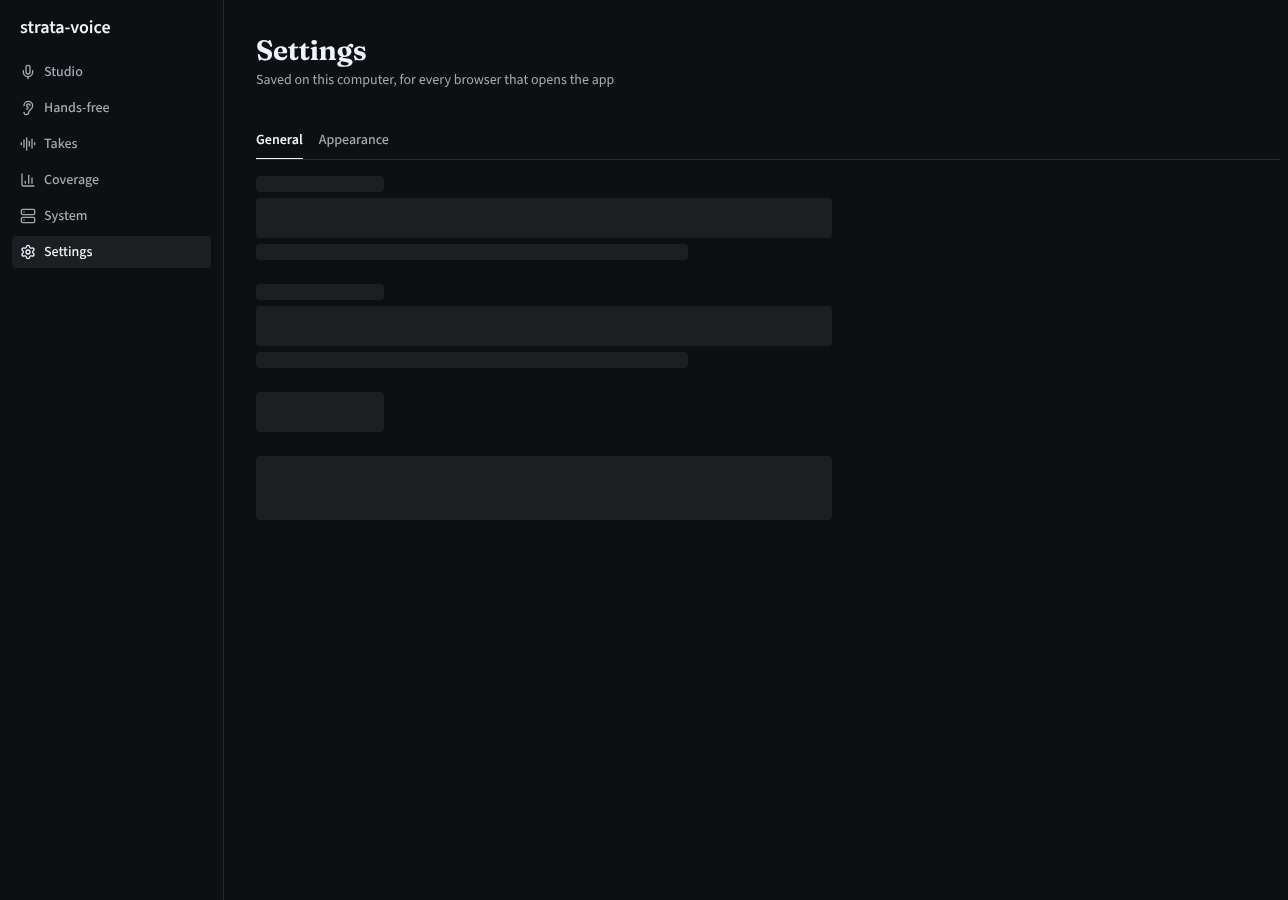 strata-voice
Studio
Hands-free
Takes
Coverage
System
Settings
Settings
Saved on this computer, for every browser that opens the app
General
Appearance